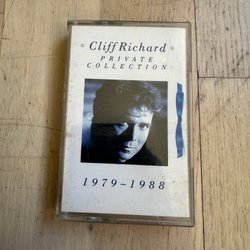 Cliff Richard
PRIVATE
COLLECTION
1979-1988